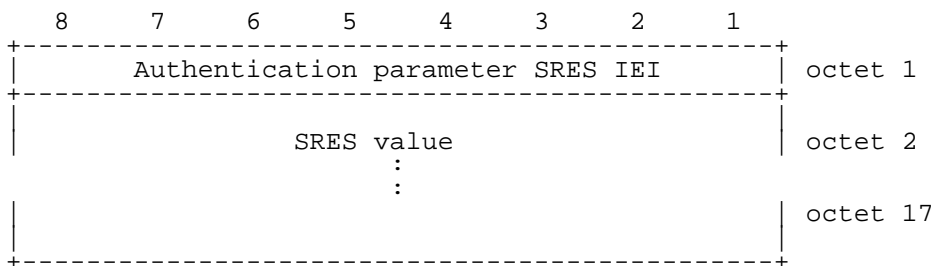 8 7 6 5 4 3 2 1
+-----------------------------------------------+
| Authentication parameter SRES IEI | octet 1
+-----------------------------------------------+
| |
| SRES value | octet 2
:
:
| | octet 17
| |
+-----------------------------------------------+